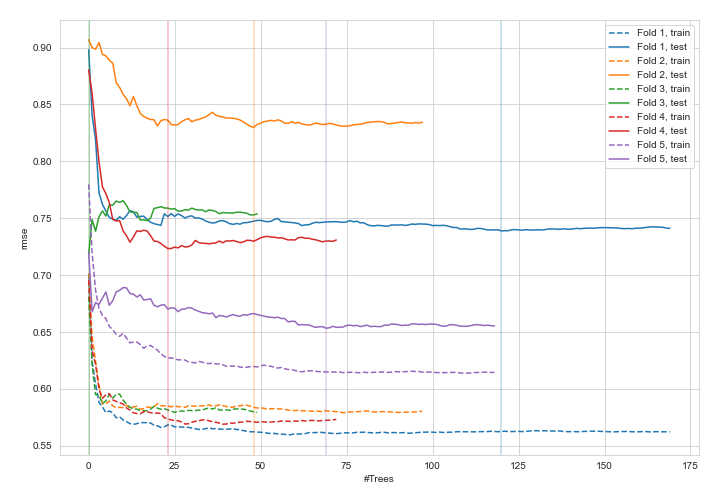 0.90
0.85
0.80
0.75
0.70
0.65
0.60
0.55
rmse
0
25
50
75
100
125
150
175
#Trees
Fold 1, train
Fold 1, test
Fold 2, train
Fold 2, test
Fold 3, train
Fold 3, test
Fold 4, train
Fold 4, test
Fold 5, train
Fold 5, test